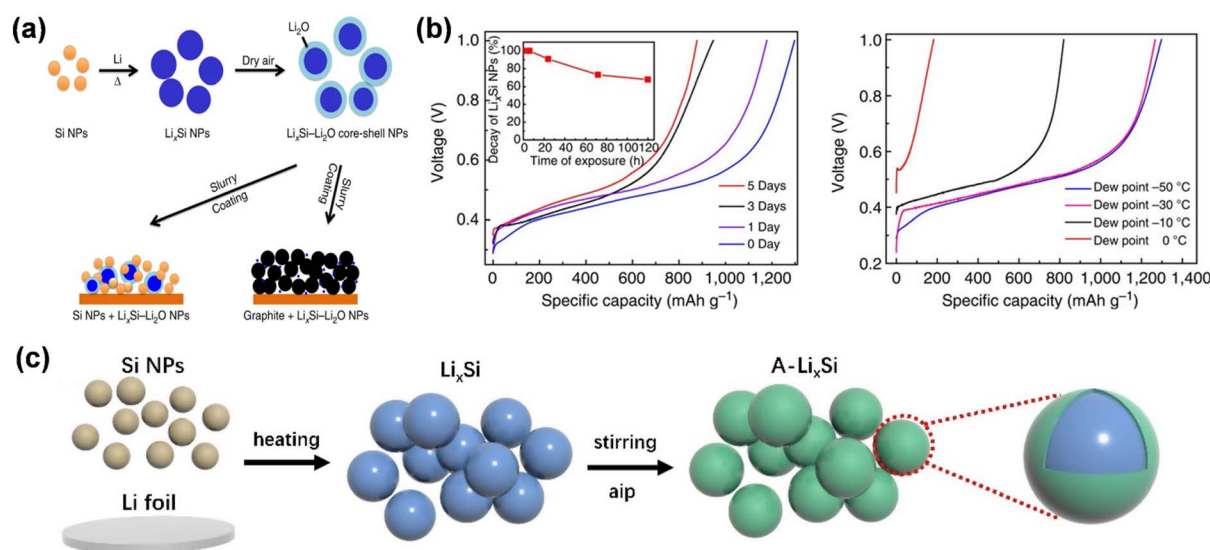 (a)
Li₂O
Li
Δ
Dry air
Si NPs
LiₓSi NPs
LiₓSi–Li₂O core-shell NPs
Slurry
Coating
Slurry
Coating
Si NPs + LiₓSi–Li₂O NPs
Graphite + LiₓSi–Li₂O NPs
(b)
Voltage (V)
1.0
0.8
0.6
0.4
0
200
400
600
800
1,000
1,200
Specific capacity (mAh g⁻¹)
Decay of LiₓSi NPs (%)
100
80
60
40
20
0
0
20
40
60
80
100
120
Time of exposure (h)
5 Days
3 Days
1 Day
0 Day
Voltage (V)
1.0
0.8
0.6
0.4
0.2
0
200
400
600
800
1,000
1,200
1,400
Specific capacity (mAh g⁻¹)
Dew point –50 °C
Dew point –30 °C
Dew point –10 °C
Dew point 0 °C
(c)
Si NPs
Li foil
heating
LiₓSi
stirring
aip
A-LiₓSi